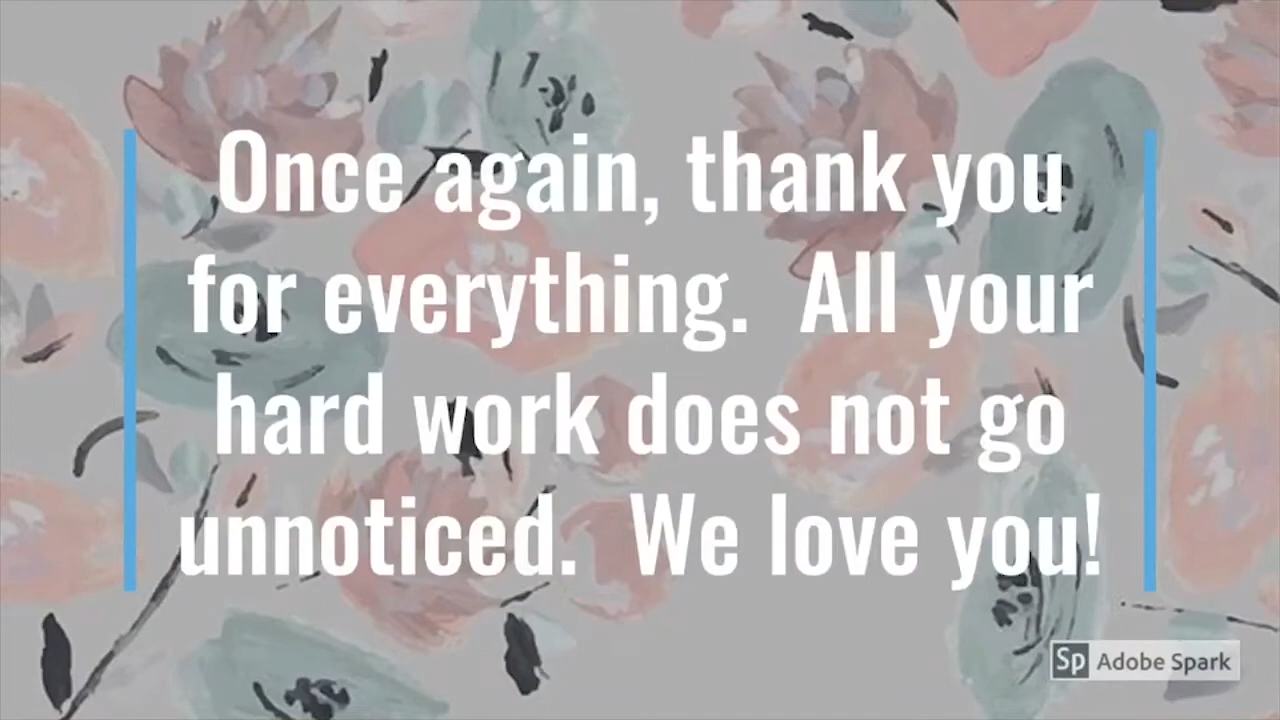 Once again, thank you
for everything.  All your
hard work does not go
unnoticed.  We love you!
Sp Adobe Spark